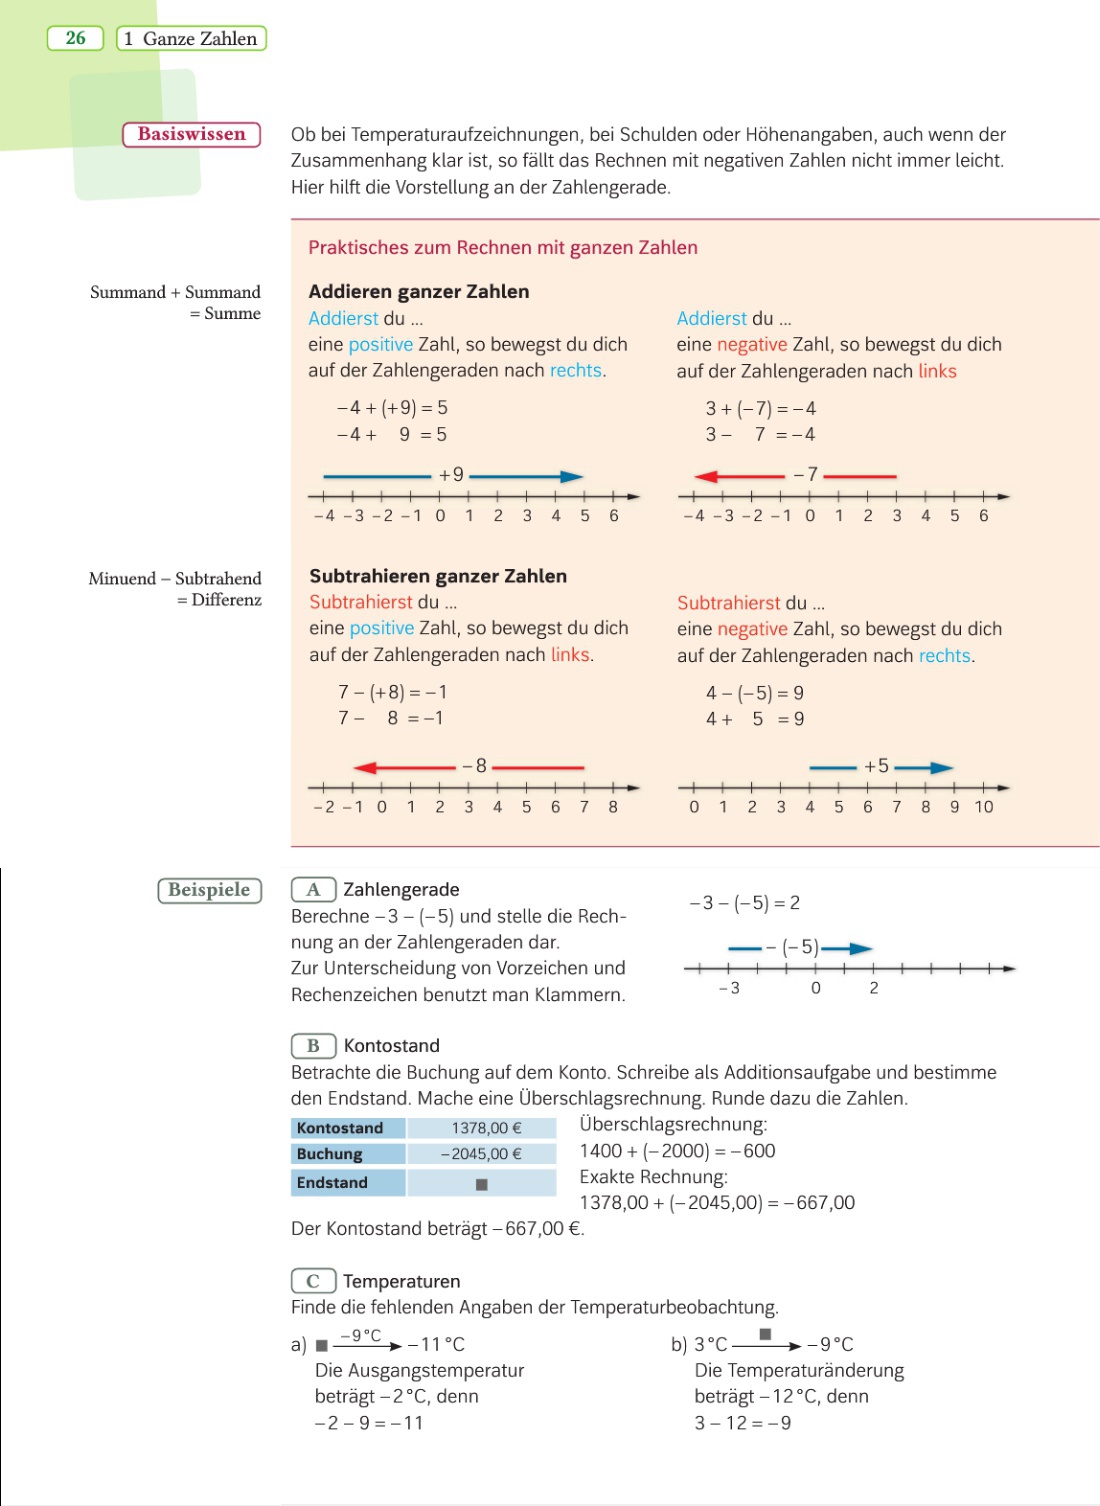 26 1 Ganze Zahlen
Basiswissen
Ob bei Temperaturaufzeichnungen, bei Schulden oder Höhenangaben, auch wenn der
Zusammenhang klar ist, so fällt das Rechnen mit negativen Zahlen nicht immer leicht.
Hier hilft die Vorstellung an der Zahlengerade.
Praktisches zum Rechnen mit ganzen Zahlen
Summand + Summand
= Summe
Addieren ganzer Zahlen
Addierst du ...
eine positive Zahl, so bewegst du dich
auf der Zahlengeraden nach rechts.
−4 + (+9) = 5
−4 + 9 = 5
+9
−4 −3 −2 −1 0 1 2 3 4 5 6
Addierst du ...
eine negative Zahl, so bewegst du dich
auf der Zahlengeraden nach links
3 + (−7) = −4
3 − 7 = −4
−7
−4 −3 −2 −1 0 1 2 3 4 5 6
Minuend − Subtrahend
= Differenz
Subtrahieren ganzer Zahlen
Subtrahierst du ...
eine positive Zahl, so bewegst du dich
auf der Zahlengeraden nach links.
7 − (+8) = −1
7 − 8 = −1
−8
−2 −1 0 1 2 3 4 5 6 7 8
Subtrahierst du ...
eine negative Zahl, so bewegst du dich
auf der Zahlengeraden nach rechts.
4 − (−5) = 9
4 + 5 = 9
+5
0 1 2 3 4 5 6 7 8 9 10
Beispiele
A Zahlengerade
Berechne −3 − (−5) und stelle die Rech-
nung an der Zahlengeraden dar.
Zur Unterscheidung von Vorzeichen und
Rechenzeichen benutzt man Klammern.
−3 − (−5) = 2
− (−5)
−3 0 2
B Kontostand
Betrachte die Buchung auf dem Konto. Schreibe als Additionsaufgabe und bestimme
den Endstand. Mache eine Überschlagsrechnung. Runde dazu die Zahlen.
Kontostand 1378,00 €
Buchung −2045,00 €
Endstand ■
Überschlagsrechnung:
1400 + (−2000) = −600
Exakte Rechnung:
1378,00 + (−2045,00) = −667,00
Der Kontostand beträgt −667,00 €.
C Temperaturen
Finde die fehlenden Angaben der Temperaturbeobachtung.
a) ■ −9 °C −11 °C
Die Ausgangstemperatur
beträgt −2 °C, denn
−2 − 9 = −11
b) 3 °C ■ −9 °C
Die Temperaturänderung
beträgt −12 °C, denn
3 − 12 = −9